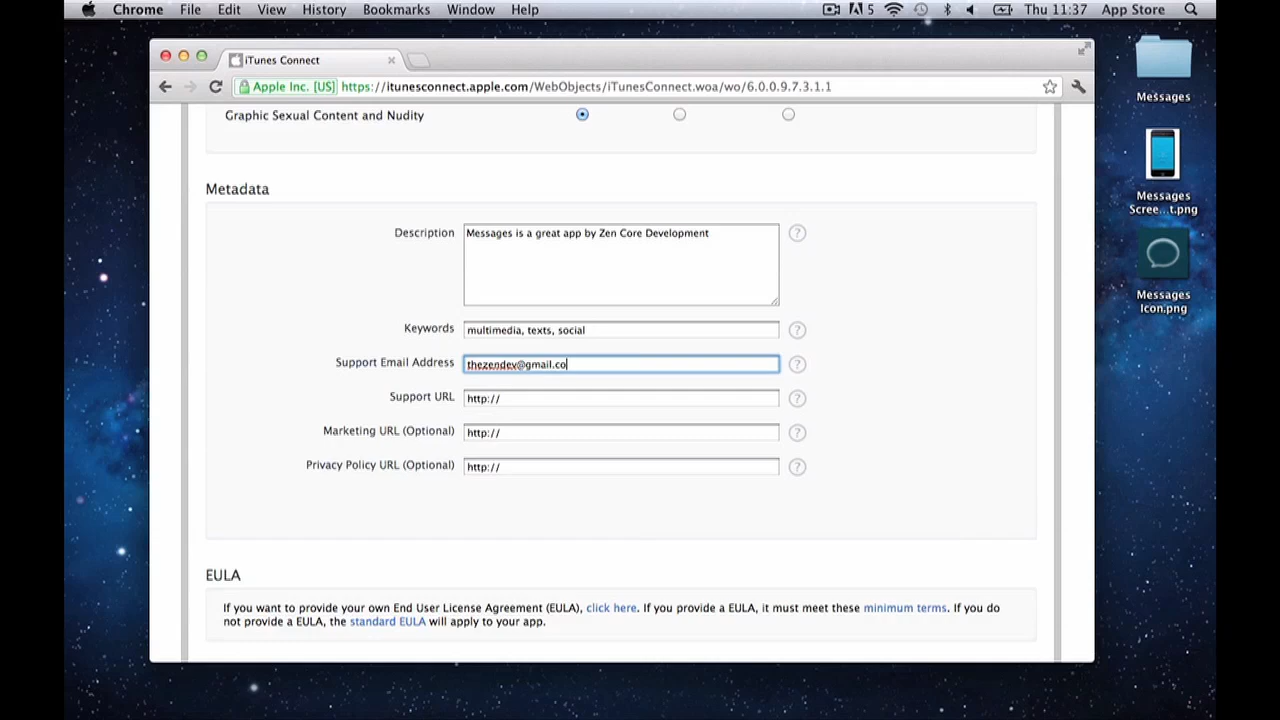 Chrome File Edit View History Bookmarks Window Help 5 Thu 11:37 App Store
iTunes Connect
Apple Inc. [US] https://itunesconnect.apple.com/WebObjects/iTunesConnect.woa/wo/6.0.0.9.7.3.1.1
Messages
Graphic Sexual Content and Nudity
Messages
Scree...t.png
Metadata
Description Messages is a great app by Zen Core Development ?
Messages
Icon.png
Keywords multimedia, texts, social ?
Support Email Address thezendev@gmail.co ?
Support URL http:// ?
Marketing URL (Optional) http:// ?
Privacy Policy URL (Optional) http:// ?
EULA
If you want to provide your own End User License Agreement (EULA), click here. If you provide a EULA, it must meet these minimum terms. If you do
not provide a EULA, the standard EULA will apply to your app.